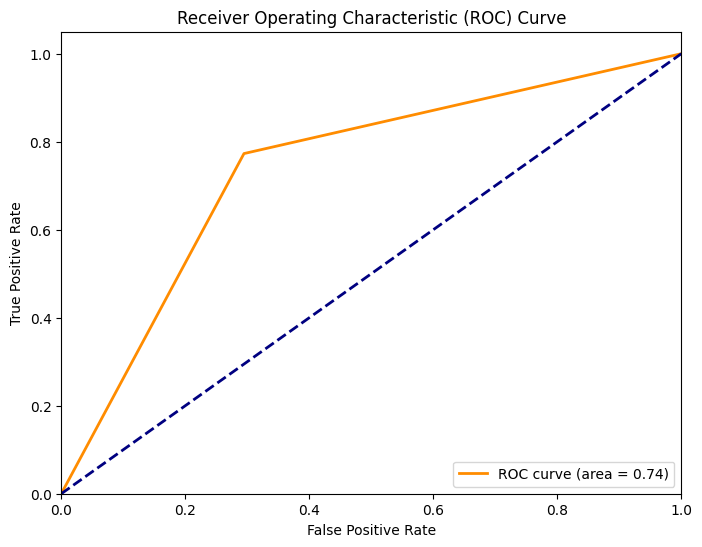 Receiver Operating Characteristic (ROC) Curve
1.0
0.8
0.6
0.4
0.2
0.0
True Positive Rate
ROC curve (area = 0.74)
0.0 0.2 0.4 0.6 0.8 1.0
False Positive Rate